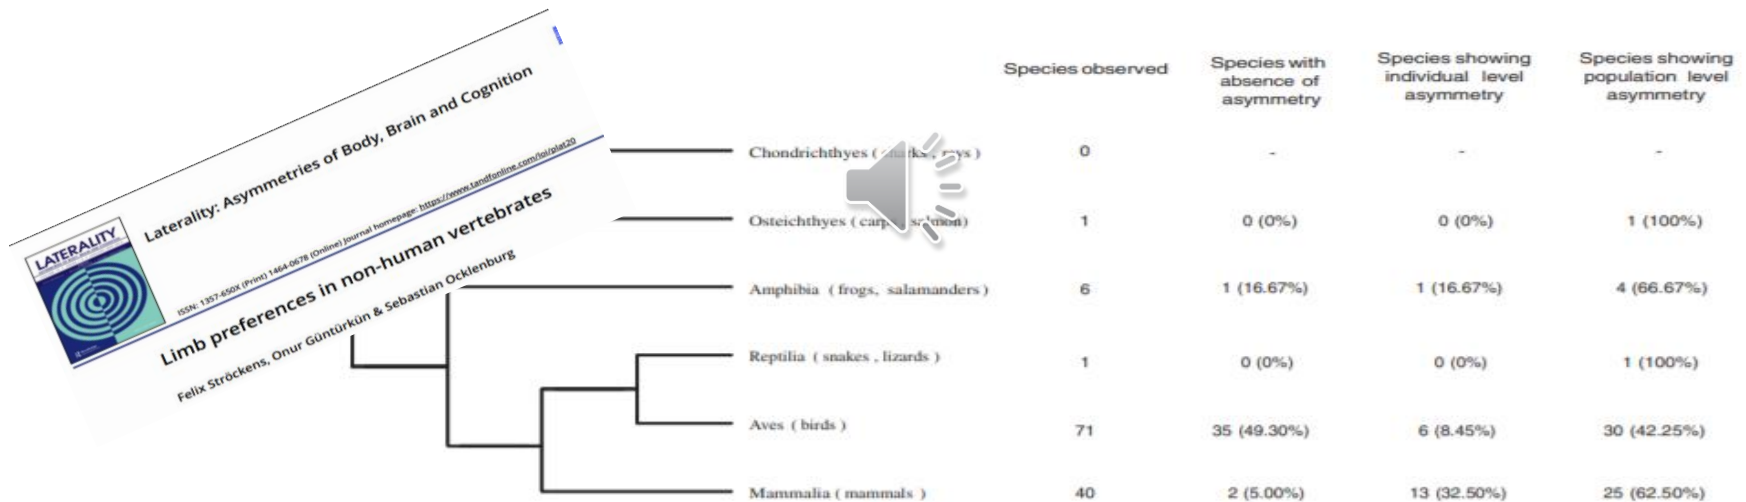 LATERALITY
Laterality: Asymmetries of Body, Brain and Cognition
ISSN: 1357-650X (Print) 1464-0678 (Online) Journal homepage: https://www.tandfonline.com/loi/plat20
Limb preferences in non-human vertebrates
Felix Ströckens, Onur Güntürkün & Sebastian Ocklenburg
Species observed Species with absence of asymmetry Species showing individual level asymmetry Species showing population level asymmetry
Chondrichthyes ( sharks , rays ) 0 - - -
Osteichthyes ( carp , salmon) 1 0 (0%) 0 (0%) 1 (100%)
Amphibia ( frogs, salamanders ) 6 1 (16.67%) 1 (16.67%) 4 (66.67%)
Reptilia ( snakes , lizards ) 1 0 (0%) 0 (0%) 1 (100%)
Aves ( birds ) 71 35 (49.30%) 6 (8.45%) 30 (42.25%)
Mammalia ( mammals ) 40 2 (5.00%) 13 (32.50%) 25 (62.50%)